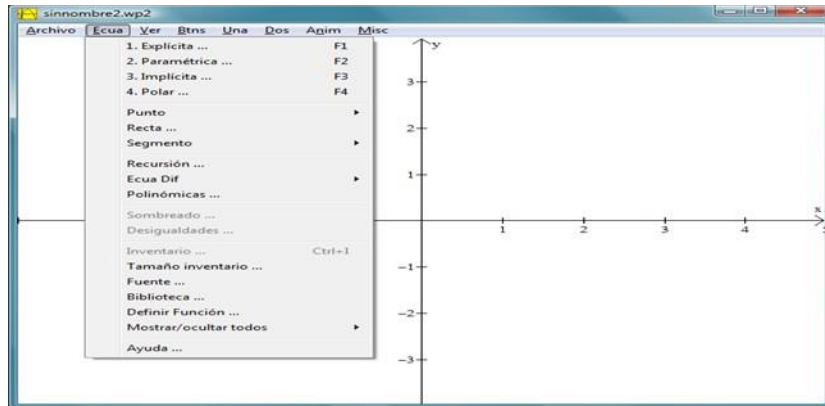 sinnombre2.wp2
Archivo Ecua Ver Btns Una Dos Anim Misc
1. Explícita ... F1
2. Paramétrica ... F2
3. Implícita ... F3
4. Polar ... F4
Punto
Recta ...
Segmento
Recursión ...
Ecua Dif
Polinómicas ...
Sombreado ...
Desigualdades ...
Inventario ... Ctrl+I
Tamaño inventario ...
Fuente ...
Biblioteca ...
Definir Función ...
Mostrar/ocultar todos
Ayuda ...
y
3
2
1
x
1 2 3 4 5
-1
-2
-3